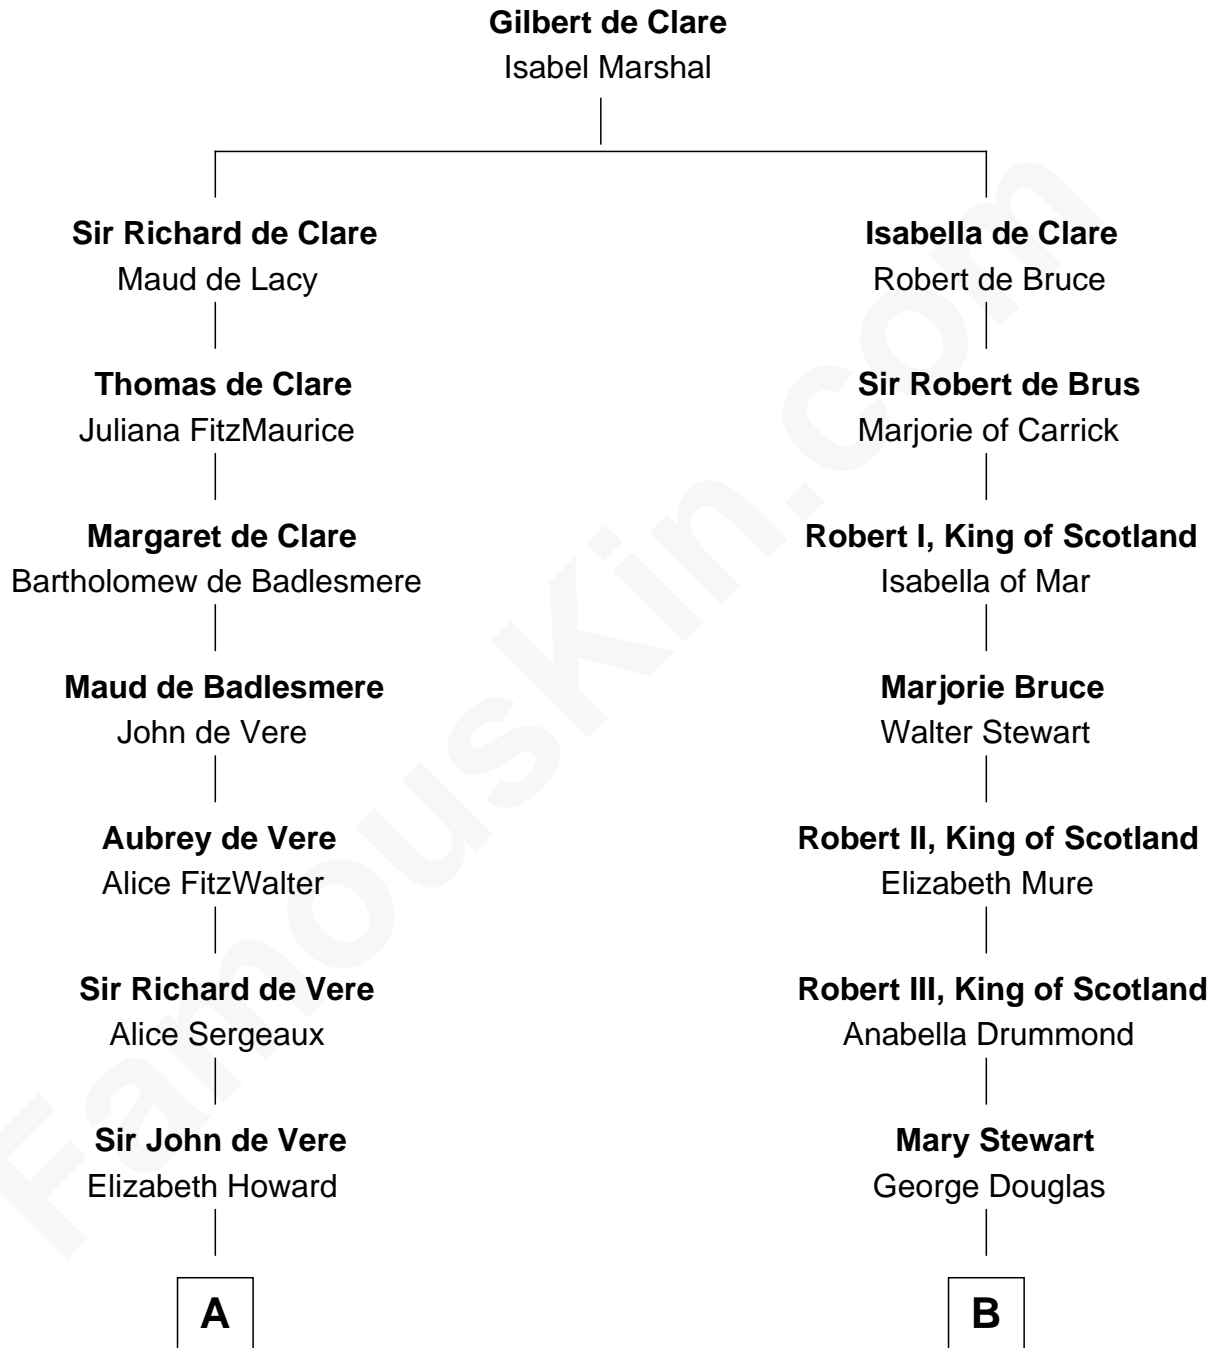 Gilbert de Clare
Isabel Marshal
Sir Richard de Clare
Maud de Lacy
Isabella de Clare
Robert de Bruce
Thomas de Clare
Juliana FitzMaurice
Sir Robert de Brus
Marjorie of Carrick
Margaret de Clare
Bartholomew de Badlesmere
Robert I, King of Scotland
Isabella of Mar
Maud de Badlesmere
John de Vere
Marjorie Bruce
Walter Stewart
Aubrey de Vere
Alice FitzWalter
Robert II, King of Scotland
Elizabeth Mure
Sir Richard de Vere
Alice Sergeaux
Robert III, King of Scotland
Anabella Drummond
Sir John de Vere
Elizabeth Howard
Mary Stewart
George Douglas
A
B
FamousKin.com